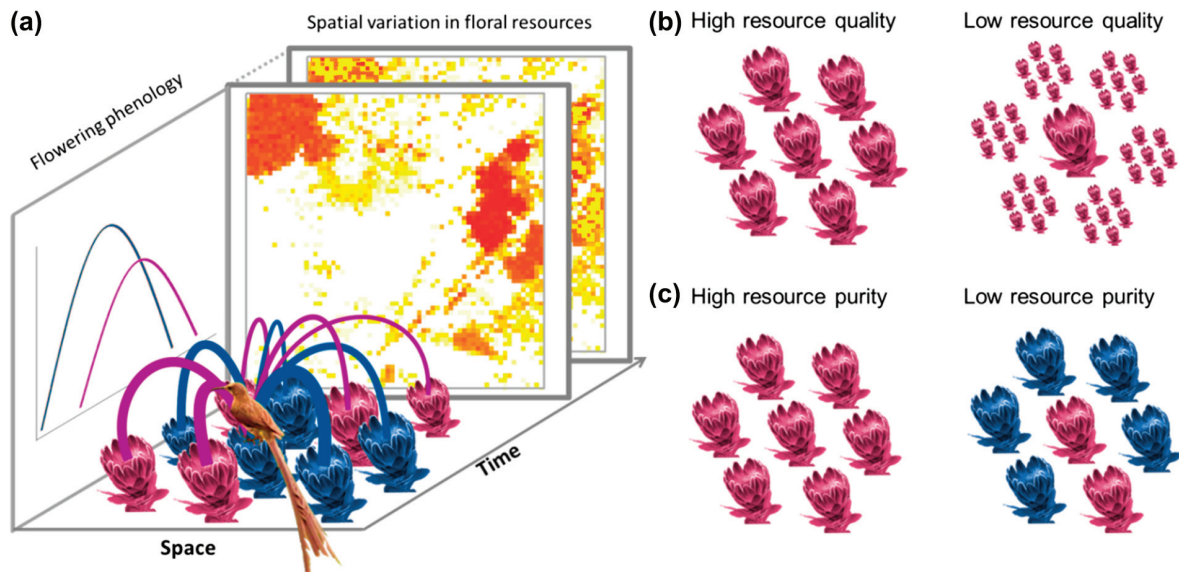 (a)
Spatial variation in floral resources
Flowering phenology
Space
Time
(b)
High resource quality
Low resource quality
(c)
High resource purity
Low resource purity